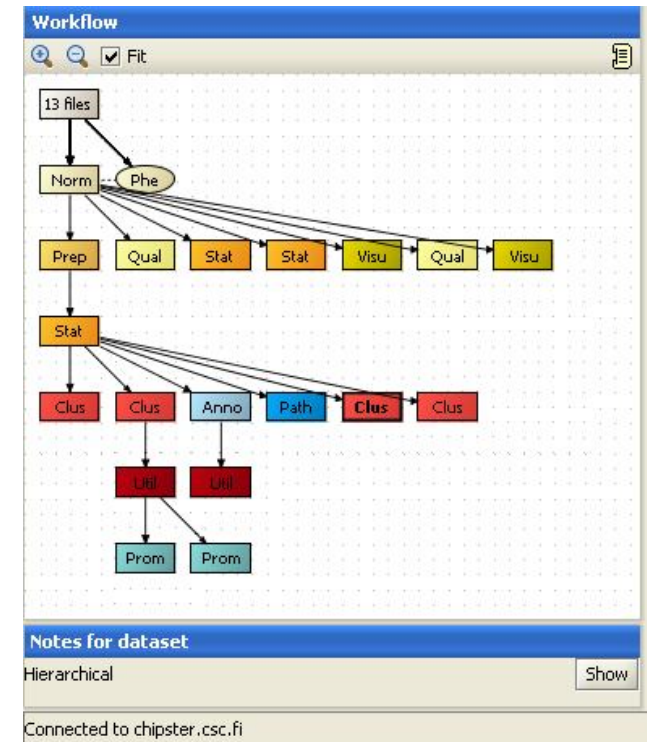 Workflow
Fit
13 files
Norm Phe
Prep Qual Stat Stat Visu Qual Visu
Stat
Clus Clus Anno Path Clus Clus
Util Util
Prom Prom
Notes for dataset
Hierarchical Show
Connected to chipster.csc.fi